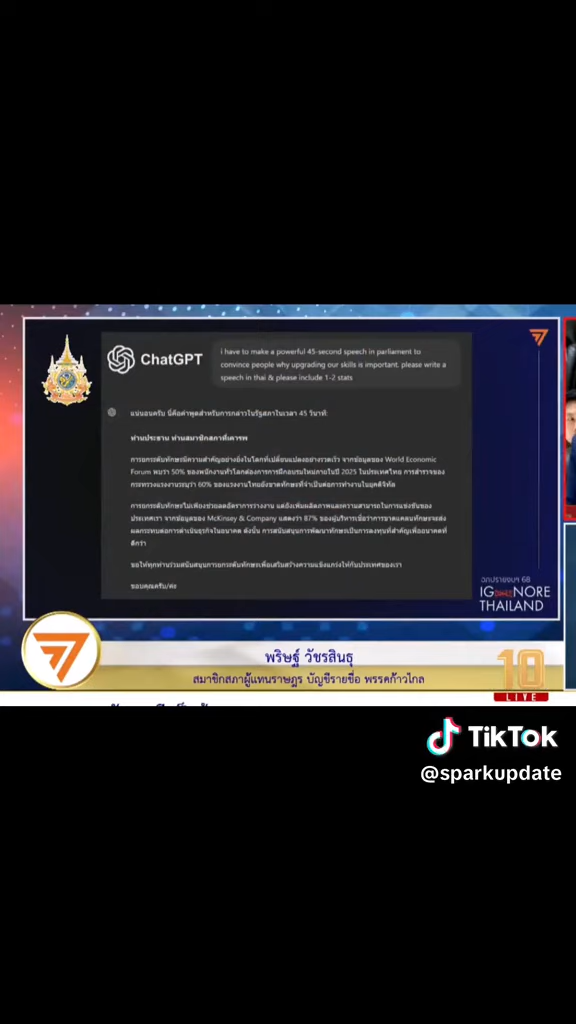 ChatGPT
i have to make a powerful 45-second speech in parliament to
convince people why upgrading our skills is important. please write a
speech in thai & please include 1-2 stats
แน่นอนครับ นี่คือคำพูดสำหรับการกล่าวในรัฐสภาในเวลา 45 วินาที:
ท่านประธาน ท่านสมาชิกสภาที่เคารพ
การยกระดับทักษะมีความสำคัญอย่างยิ่งในโลกที่เปลี่ยนแปลงอย่างรวดเร็ว จากข้อมูลของ World Economic
Forum พบว่า 50% ของพนักงานทั่วโลกต้องการการฝึกอบรมใหม่ภายในปี 2025 ในประเทศไทย การสำรวจของ
กระทรวงแรงงานระบุว่า 60% ของแรงงานไทยยังขาดทักษะที่จำเป็นต่อการทำงานในยุคดิจิทัล
การยกระดับทักษะไม่เพียงช่วยลดอัตราการว่างงาน แต่ยังเพิ่มผลิตภาพและความสามารถในการแข่งขันของ
ประเทศเรา จากข้อมูลของ McKinsey & Company แสดงว่า 87% ของผู้บริหารเชื่อว่าการขาดแคลนทักษะจะส่ง
ผลกระทบต่อการดำเนินธุรกิจในอนาคต ดังนั้น การสนับสนุนการพัฒนาทักษะเป็นการลงทุนที่สำคัญเพื่ออนาคตที่
ดีกว่า
ขอให้ทุกท่านร่วมสนับสนุนการยกระดับทักษะเพื่อเสริมสร้างความแข็งแกร่งให้กับประเทศของเรา
ขอบคุณครับ/ค่ะ
อภิปรายงบฯ 68
IGNORE
THAILAND
พริษฐ์ วัชรสินธุ
สมาชิกสภาผู้แทนราษฎร บัญชีรายชื่อ พรรคก้าวไกล
10
LIVE
TikTok
@sparkupdate